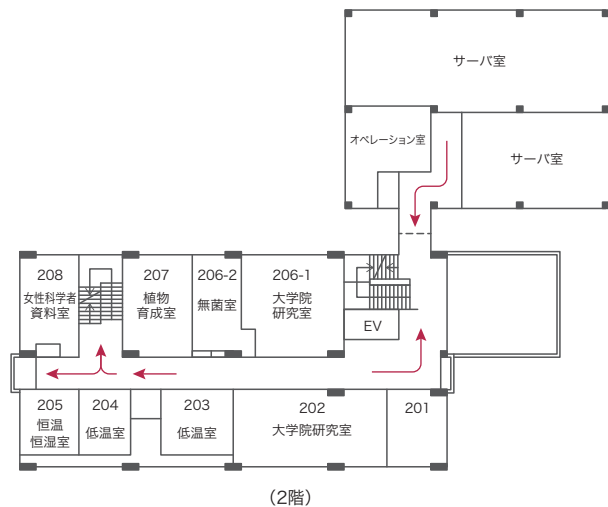 サーバ室
オペレーション室
サーバ室
208
女性科学者
資料室
207
植物
育成室
206-2
無菌室
206-1
大学院
研究室
EV
205
恒温
恒湿室
204
低温室
203
低温室
202
大学院研究室
201
（2階）